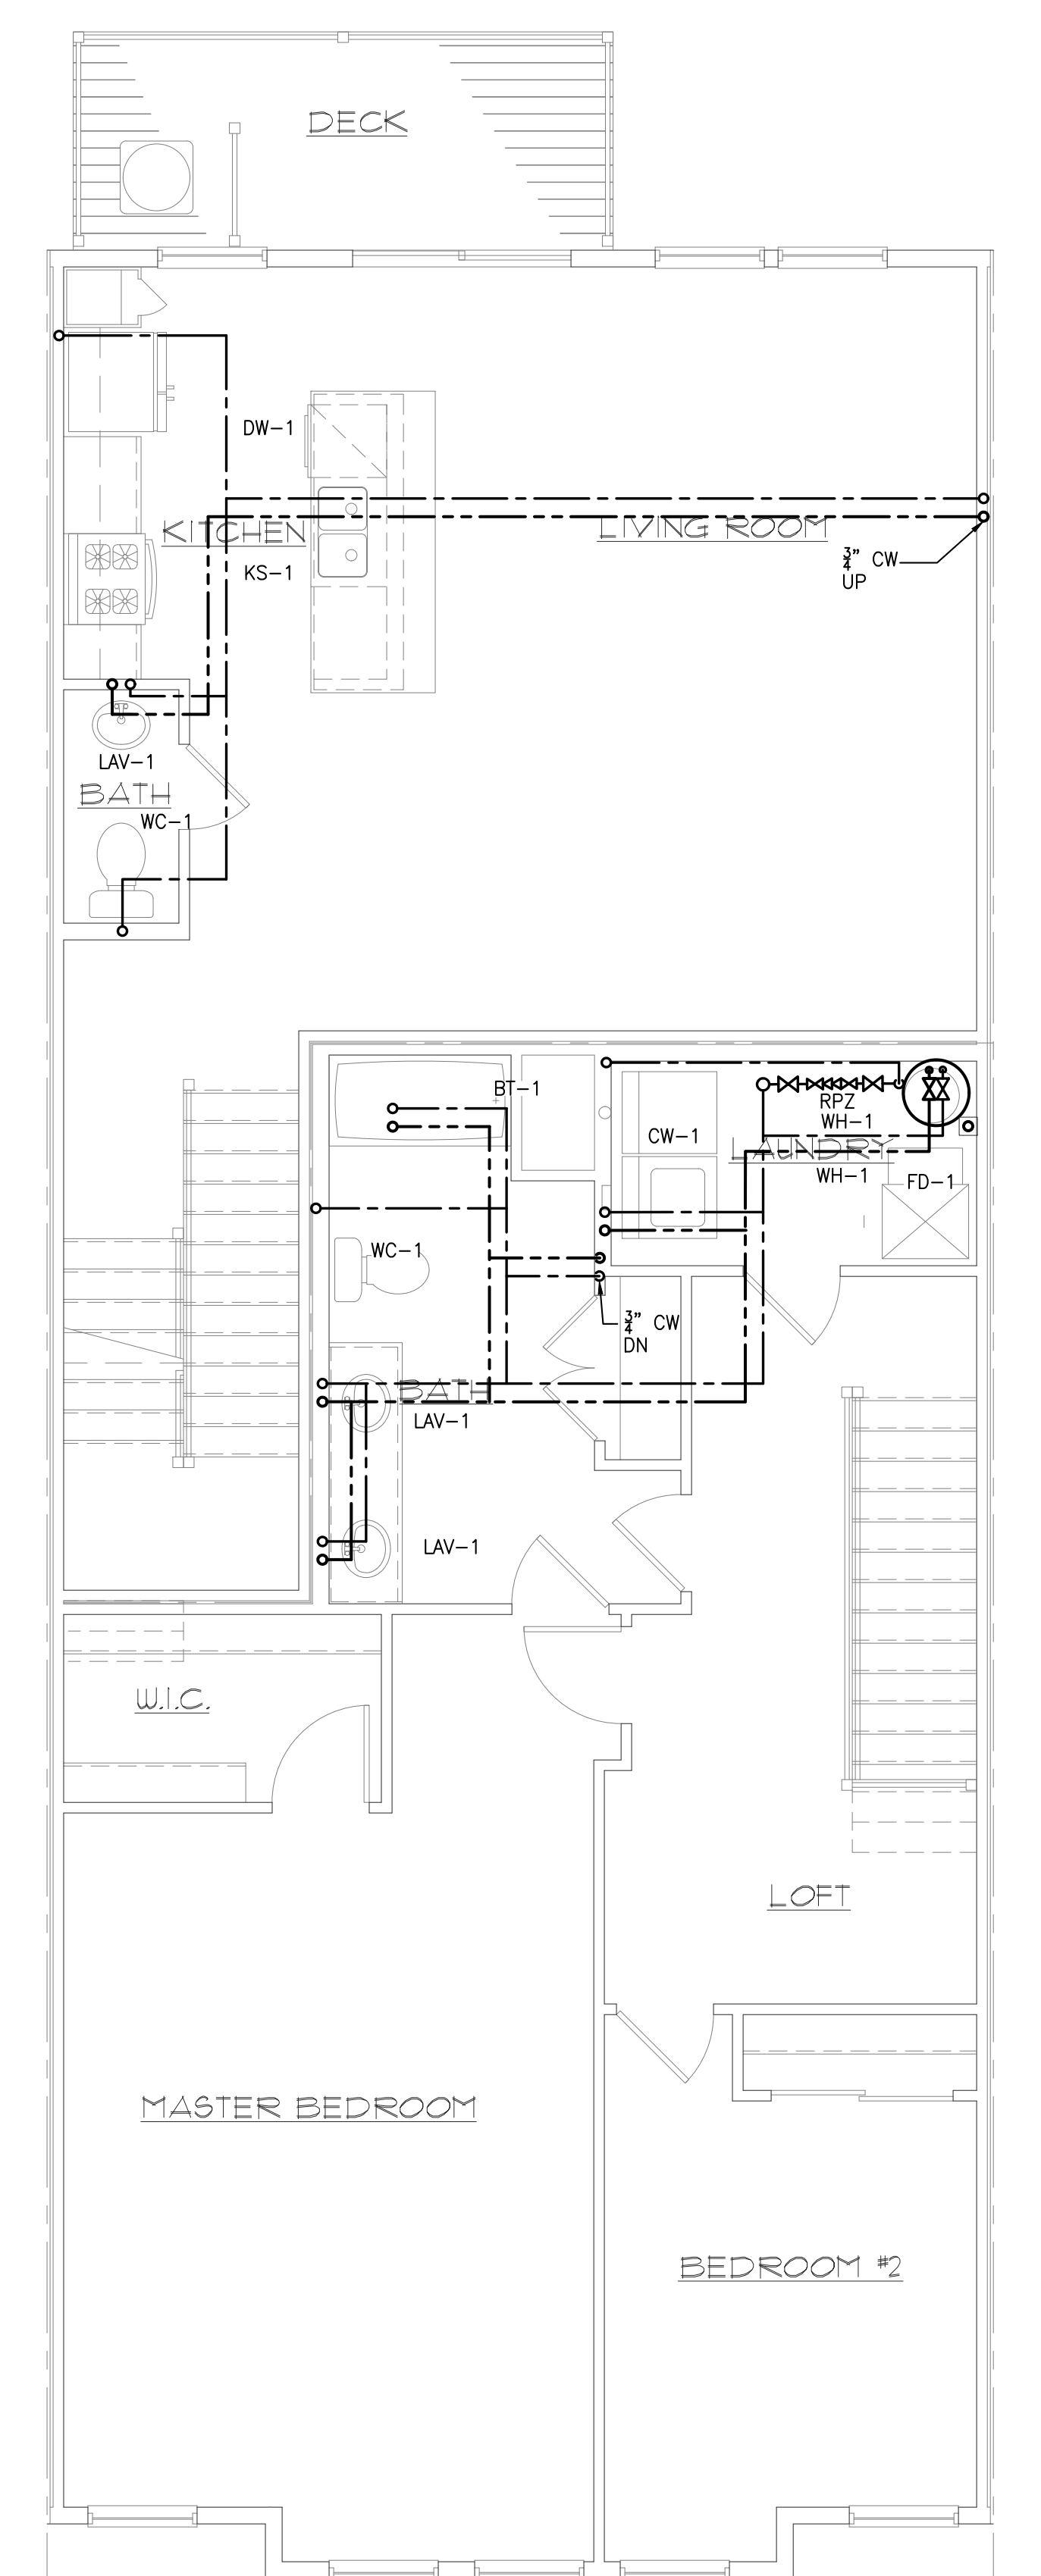 DECK
DW-1
KITCHEN
LIVING ROOM
3/4" CW
UP
KS-1
LAV-1
BATH
WC-1
BT-1
RPZ
WH-1
CW-1
LAUNDRY
WH-1
FD-1
WC-1
3/4" CW
DN
BATH
LAV-1
LAV-1
W.I.C.
LOFT
MASTER BEDROOM
BEDROOM #2